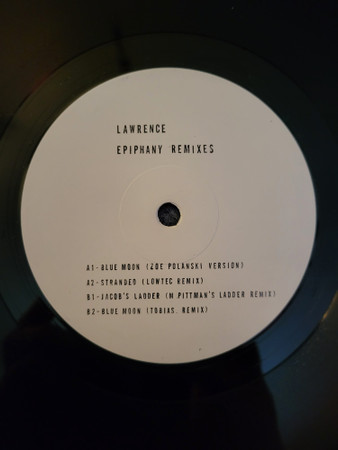 LAWRENCE
EPIPHANY REMIXES
A1-BLUE MOON (ZOE POLANSKI VERSION)
A2-STRANDED (LOWTEC REMIX)
B1-JACOB'S LADDER (M.PITTMAN'S LADDER REMIX)
B2-BLUE MOON (TOBIAS. REMIX)